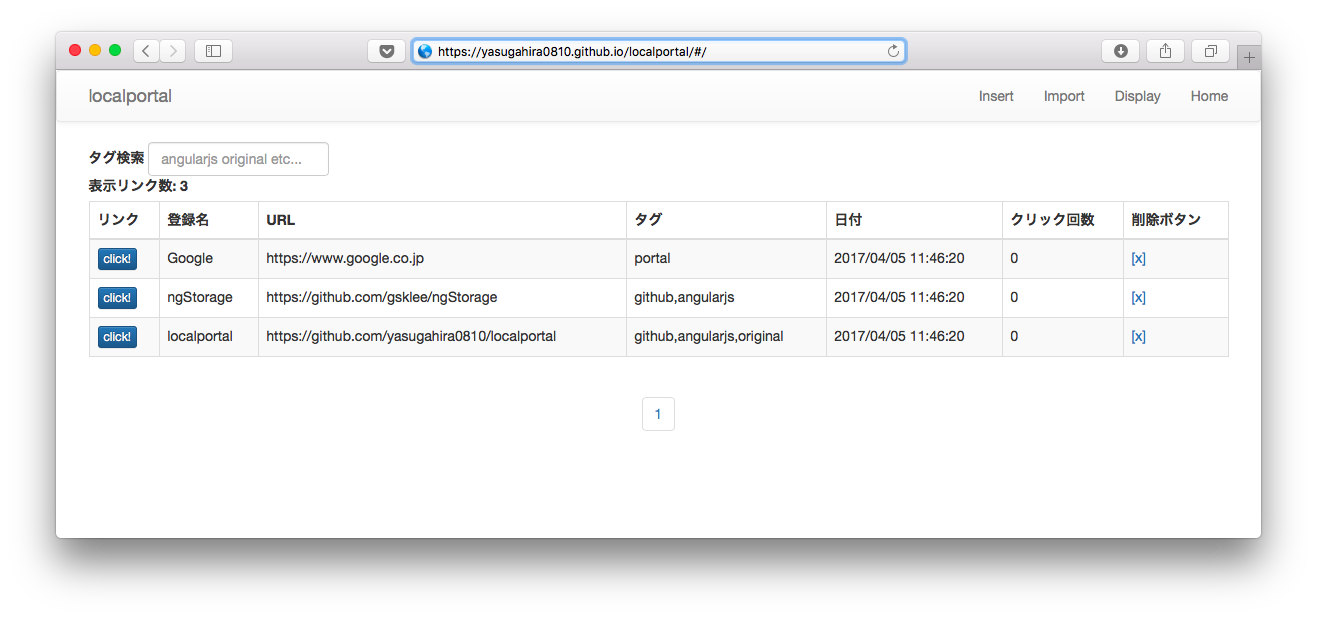 https://yasugahira0810.github.io/localportal/#/
localportal Insert Import Display Home
タグ検索 angularjs original etc...
表示リンク数: 3
リンク 登録名 URL タグ 日付 クリック回数 削除ボタン
click! Google https://www.google.co.jp portal 2017/04/05 11:46:20 0 [x]
click! ngStorage https://github.com/gsklee/ngStorage github,angularjs 2017/04/05 11:46:20 0 [x]
click! localportal https://github.com/yasugahira0810/localportal github,angularjs,original 2017/04/05 11:46:20 0 [x]
1